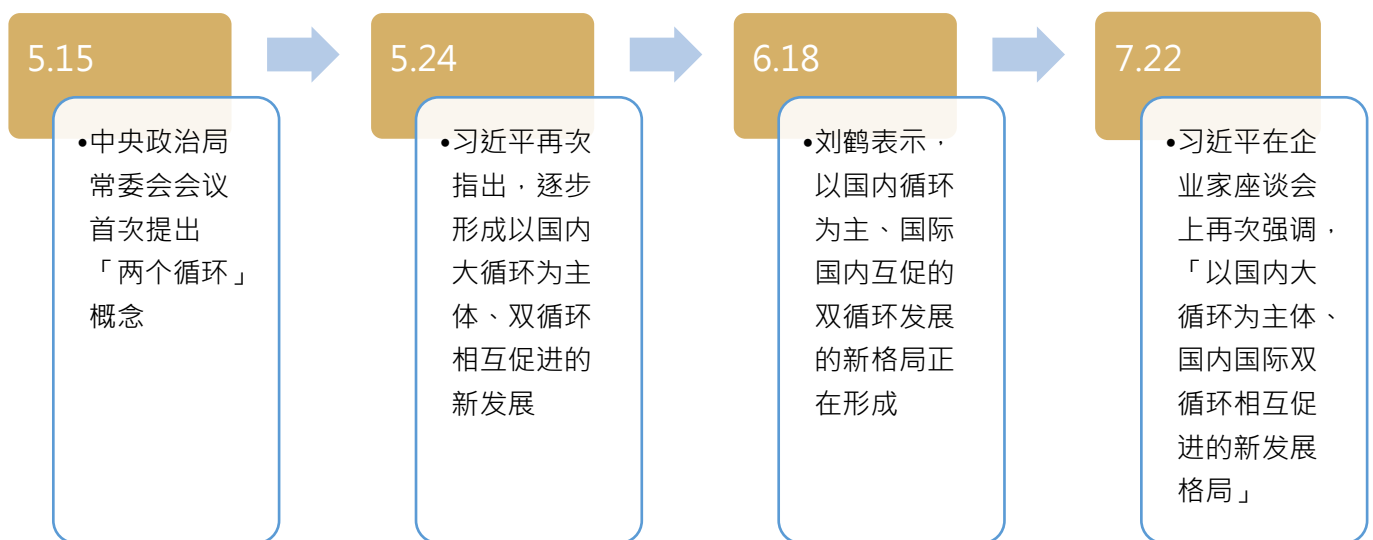 5.15
•中央政治局
常委会会议
首次提出
「两个循环」
概念
5.24
•习近平再次
指出，逐步
形成以国内
大循环为主
体、双循环
相互促进的
新发展
6.18
•刘鹤表示，
以国内循环
为主、国际
国内互促的
双循环发展
的新格局正
在形成
7.22
•习近平在企
业家座谈会
上再次强调，
「以国内大
循环为主体、
国内国际双
循环相互促
进的新发展
格局」